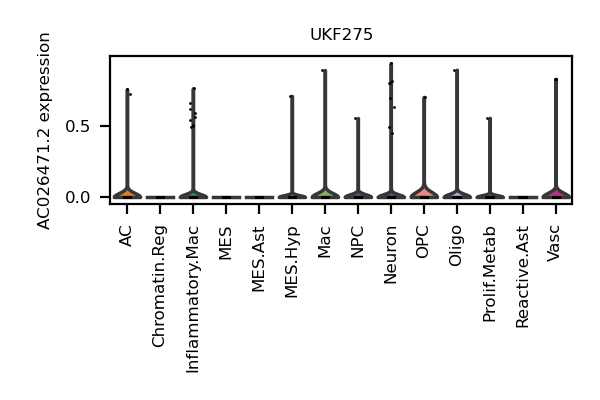 UKF275
AC026471.2 expression
0.5
0.0
AC
Chromatin.Reg
Inflammatory.Mac
MES
MES.Ast
MES.Hyp
Mac
NPC
Neuron
OPC
Oligo
Prolif.Metab
Reactive.Ast
Vasc